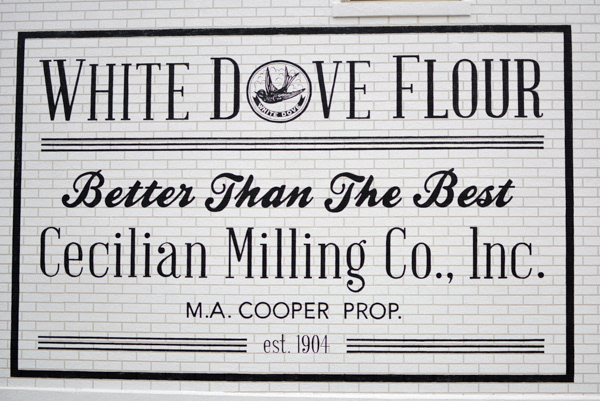 WHITE DOVE FLOUR
WHITE DOVE
Better Than The Best
Cecilian Milling Co., Inc.
M.A. COOPER PROP.
est. 1904